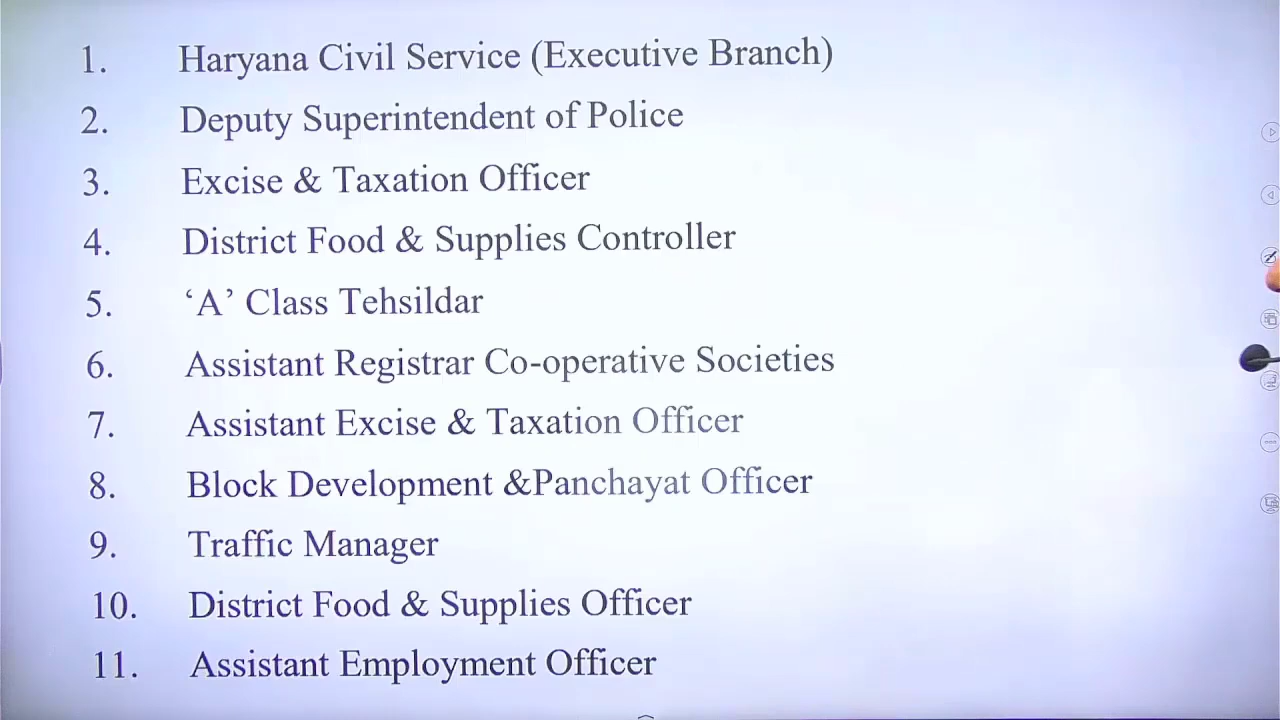 1. Haryana Civil Service (Executive Branch)
2. Deputy Superintendent of Police
3. Excise & Taxation Officer
4. District Food & Supplies Controller
5. ‘A’ Class Tehsildar
6. Assistant Registrar Co-operative Societies
7. Assistant Excise & Taxation Officer
8. Block Development &Panchayat Officer
9. Traffic Manager
10. District Food & Supplies Officer
11. Assistant Employment Officer